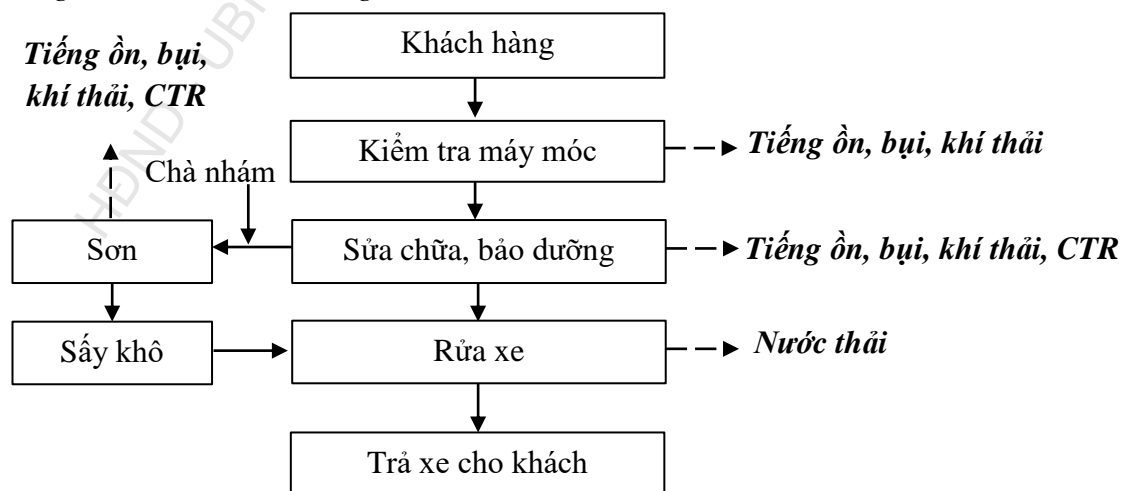 Khách hàng
Tiếng ồn, bụi,
khí thải, CTR
Kiểm tra máy móc
Tiếng ồn, bụi, khí thải
Chà nhám
Sơn
Sửa chữa, bảo dưỡng
Tiếng ồn, bụi, khí thải, CTR
Sấy khô
Rửa xe
Nước thải
Trả xe cho khách
HĐND